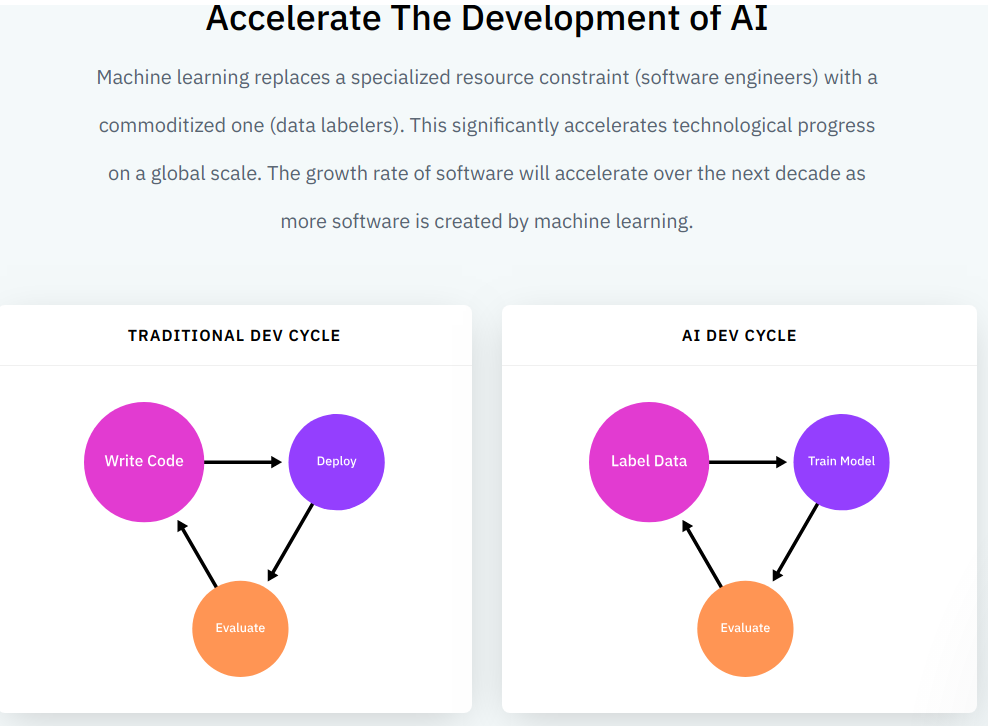 Accelerate The Development of AI
Machine learning replaces a specialized resource constraint (software engineers) with a
commoditized one (data labelers). This significantly accelerates technological progress
on a global scale. The growth rate of software will accelerate over the next decade as
more software is created by machine learning.
TRADITIONAL DEV CYCLE
Write Code
Deploy
Evaluate
AI DEV CYCLE
Label Data
Train Model
Evaluate